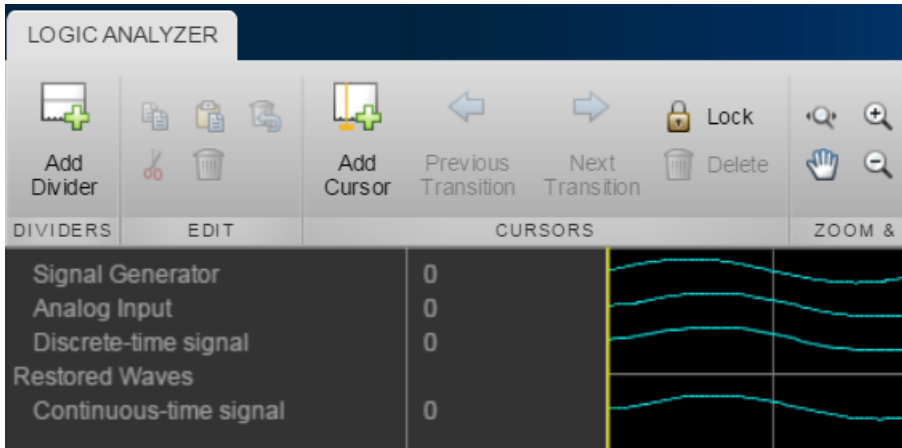 LOGIC ANALYZER
Add Divider
Add Cursor
Previous Transition
Next Transition
Lock
Delete
DIVIDERS
EDIT
CURSORS
ZOOM &
Signal Generator 0
Analog Input 0
Discrete-time signal 0
Restored Waves
Continuous-time signal 0